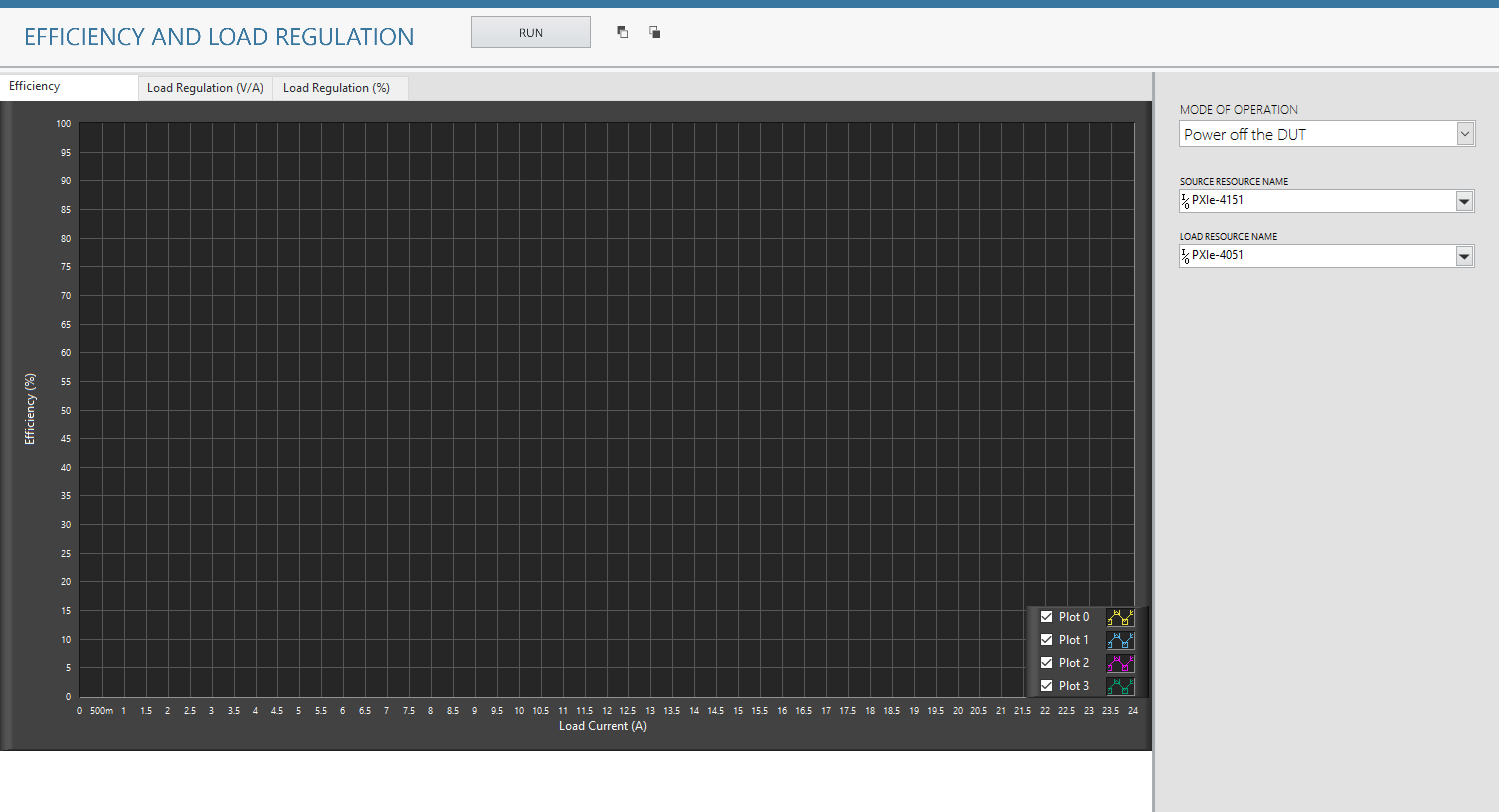 EFFICIENCY AND LOAD REGULATION
RUN
Efficiency
Load Regulation (V/A)
Load Regulation (%)
MODE OF OPERATION
Power off the DUT
SOURCE RESOURCE NAME
I/0 PXIe-4151
LOAD RESOURCE NAME
I/0 PXIe-4051
Efficiency (%)
100
95
90
85
80
75
70
65
60
55
50
45
40
35
30
25
20
15
10
5
0
Plot 0
Plot 1
Plot 2
Plot 3
0 500m 1 1.5 2 2.5 3 3.5 4 4.5 5 5.5 6 6.5 7 7.5 8 8.5 9 9.5 10 10.5 11 11.5 12 12.5 13 13.5 14 14.5 15 15.5 16 16.5 17 17.5 18 18.5 19 19.5 20 20.5 21 21.5 22 22.5 23 23.5 24
Load Current (A)